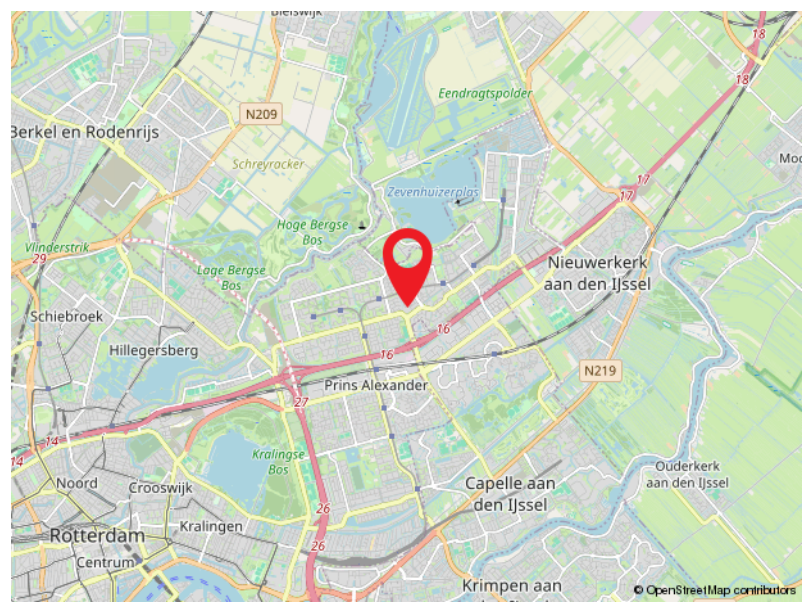 Bleiswijk
18
Eendragtspolder
18
N209
Berkel en Rodenrijs
Schreyracker
17
Zevenhuizerplas
17
Hoge Bergse
Bos
Vlinderstrik
29
Lage Bergse
Bos
Nieuwerkerk
aan den IJssel
Schiebroek
16
Hillegersberg
16
N219
Prins Alexander
27
14
14
Kralingse
Bos
Ouderkerk
aan den IJssel
Noord
Crooswijk
Capelle aan
den IJssel
26
Kralingen
Rotterdam
26
Centrum
Krimpen aan
© OpenStreetMap contributors